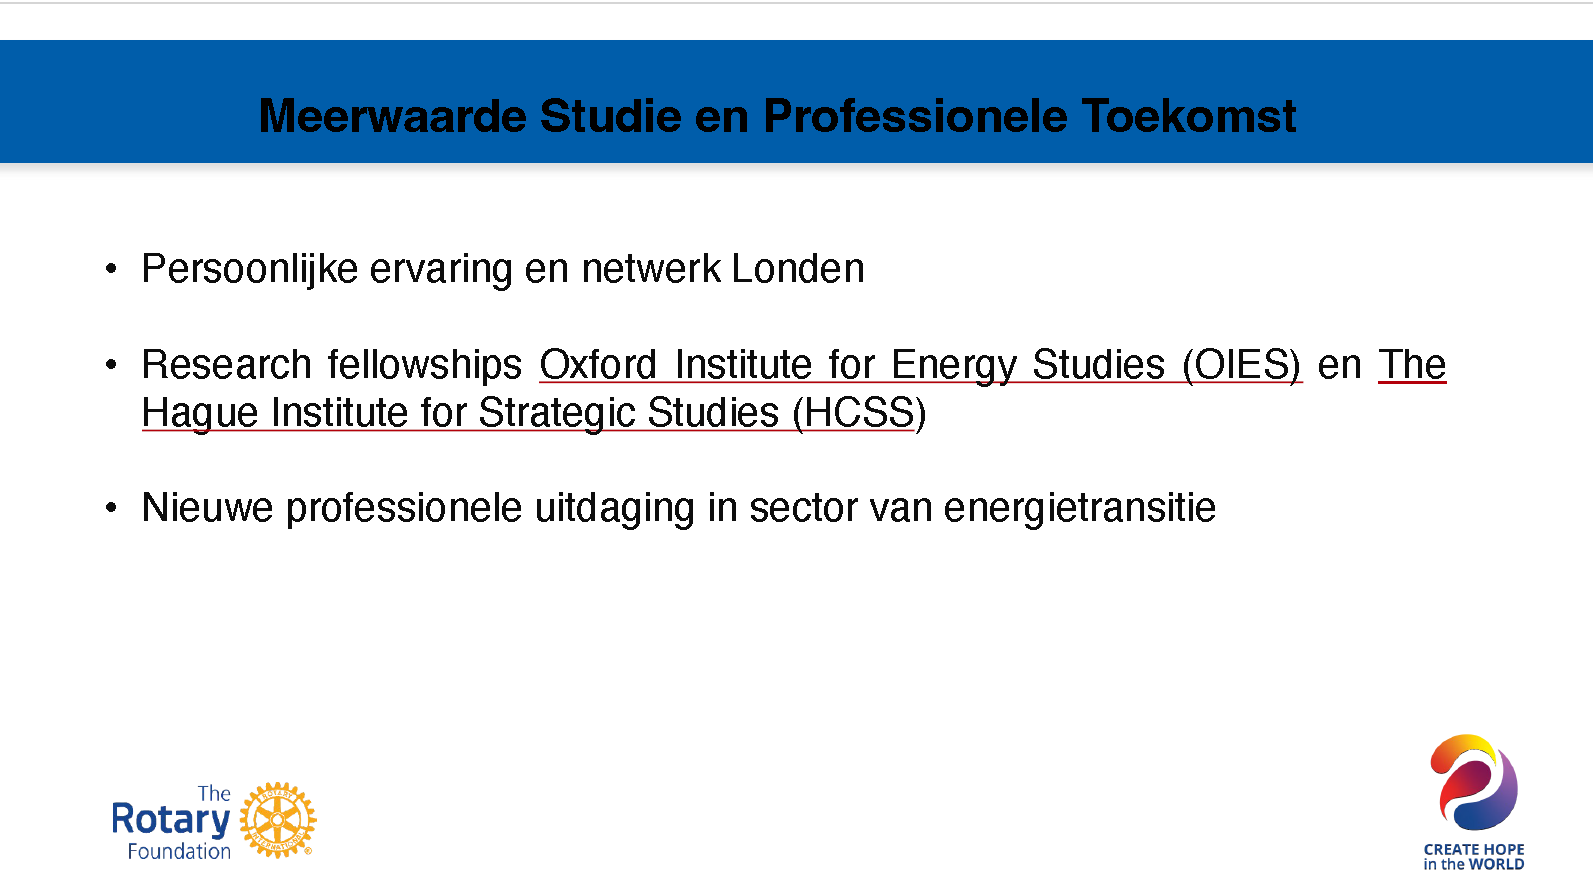 Meerwaarde Studie en Professionele Toekomst
• Persoonlijke ervaring en netwerk Londen
• Research fellowships Oxford Institute for Energy Studies (OIES) en The
Hague Institute for Strategic Studies (HCSS)
• Nieuwe professionele uitdaging in sector van energietransitie
The
Rotary
Foundation
ROTARY
INTERNATIONAL
®
CREATE HOPE
in the WORLD